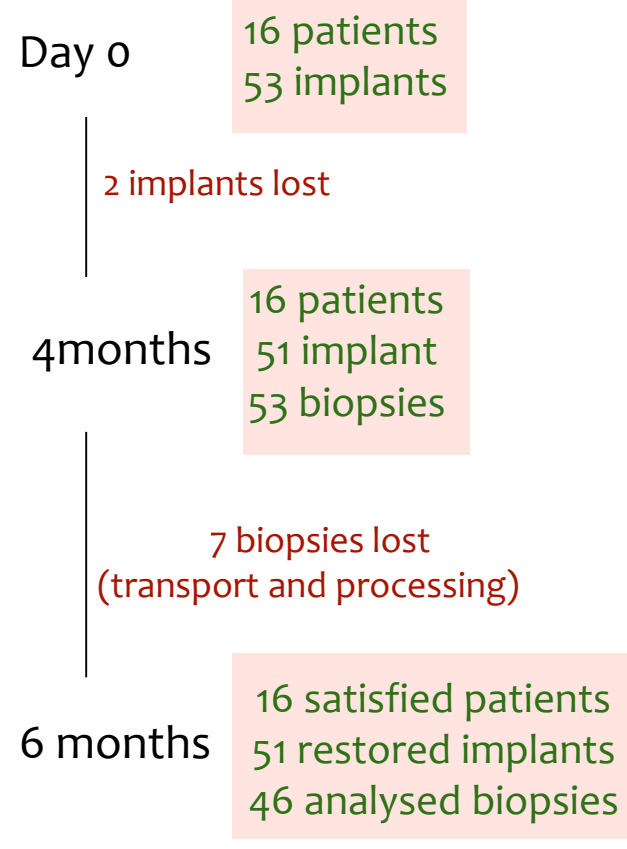 Day 0
16 patients
53 implants
2 implants lost
4months
16 patients
51 implant
53 biopsies
7 biopsies lost
(transport and processing)
6 months
16 satisfied patients
51 restored implants
46 analysed biopsies